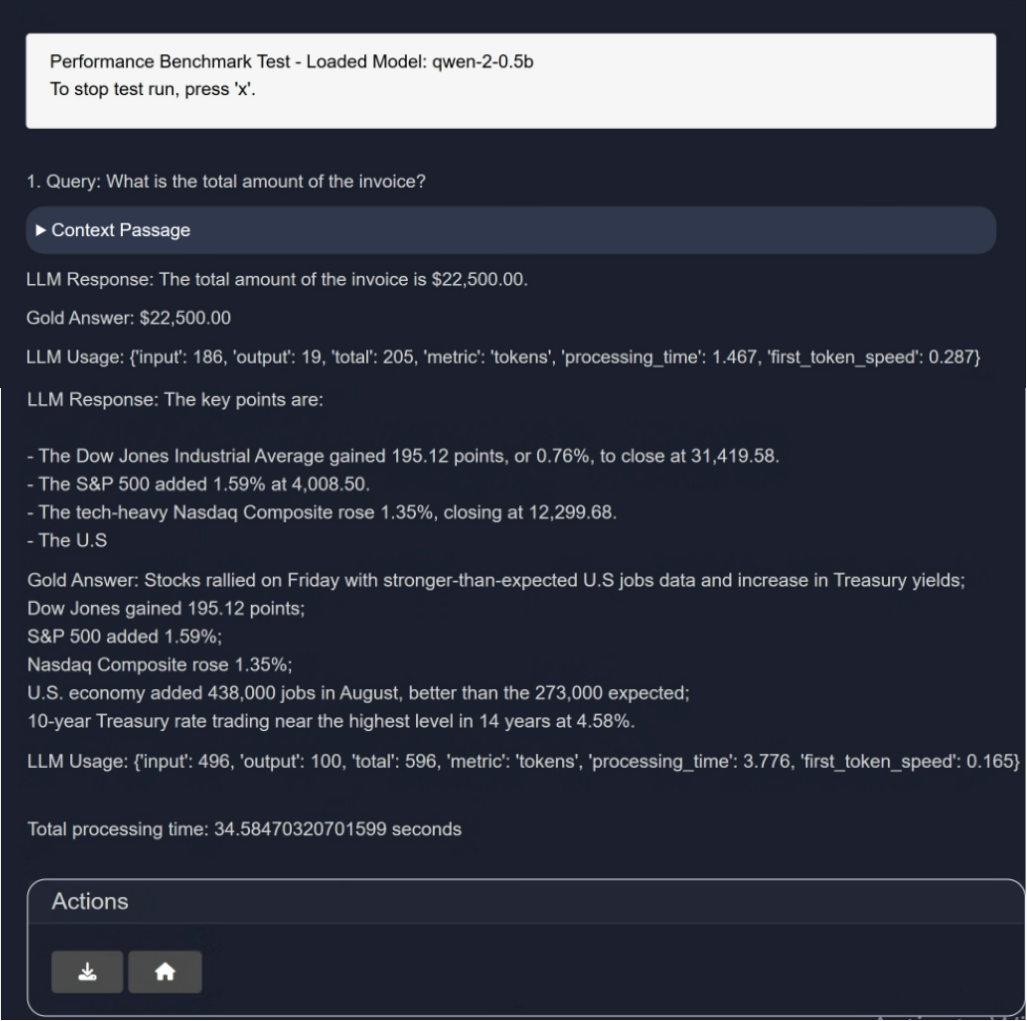 Performance Benchmark Test - Loaded Model: qwen-2-0.5b
To stop test run, press 'x'.
1. Query: What is the total amount of the invoice?
▶ Context Passage
LLM Response: The total amount of the invoice is $22,500.00.
Gold Answer: $22,500.00
LLM Usage: {'input': 186, 'output': 19, 'total': 205, 'metric': 'tokens', 'processing_time': 1.467, 'first_token_speed': 0.287}
LLM Response: The key points are:
- The Dow Jones Industrial Average gained 195.12 points, or 0.76%, to close at 31,419.58.
- The S&P 500 added 1.59% at 4,008.50.
- The tech-heavy Nasdaq Composite rose 1.35%, closing at 12,299.68.
- The U.S
Gold Answer: Stocks rallied on Friday with stronger-than-expected U.S jobs data and increase in Treasury yields;
Dow Jones gained 195.12 points;
S&P 500 added 1.59%;
Nasdaq Composite rose 1.35%;
U.S. economy added 438,000 jobs in August, better than the 273,000 expected;
10-year Treasury rate trading near the highest level in 14 years at 4.58%.
LLM Usage: {'input': 496, 'output': 100, 'total': 596, 'metric': 'tokens', 'processing_time': 3.776, 'first_token_speed': 0.165}
Total processing time: 34.58470320701599 seconds
Actions